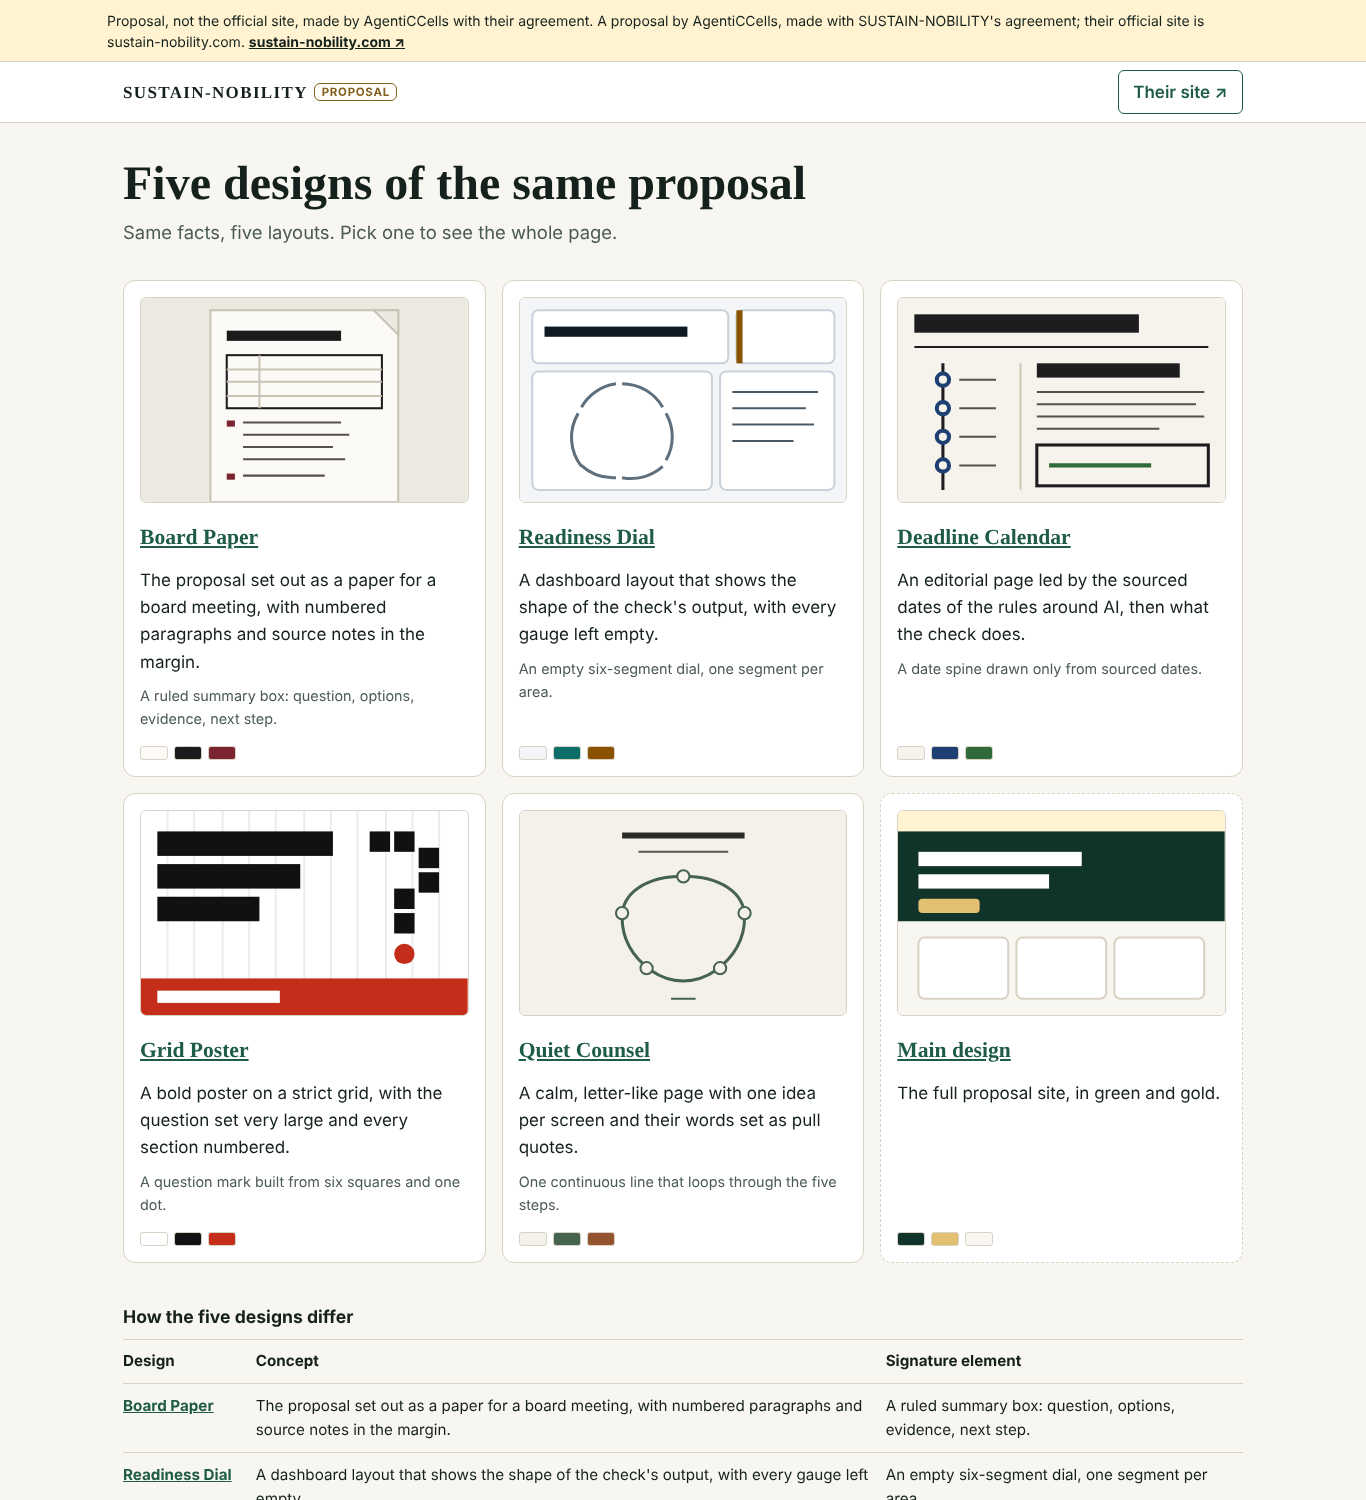 Proposal, not the official site, made by AgentiCCells with their agreement. A proposal by AgentiCCells, made with SUSTAIN-NOBILITY's agreement; their official site is
sustain-nobility.com. sustain-nobility.com ↗
SUSTAIN-NOBILITY PROPOSAL
Their site ↗
Five designs of the same proposal
Same facts, five layouts. Pick one to see the whole page.
Board Paper
The proposal set out as a paper for a
board meeting, with numbered
paragraphs and source notes in the
margin.
A ruled summary box: question, options,
evidence, next step.
Readiness Dial
A dashboard layout that shows the
shape of the check's output, with every
gauge left empty.
An empty six-segment dial, one segment per
area.
Deadline Calendar
An editorial page led by the sourced
dates of the rules around AI, then what
the check does.
A date spine drawn only from sourced dates.
Grid Poster
A bold poster on a strict grid, with the
question set very large and every
section numbered.
A question mark built from six squares and one
dot.
Quiet Counsel
A calm, letter-like page with one idea
per screen and their words set as pull
quotes.
One continuous line that loops through the five
steps.
Main design
The full proposal site, in green and gold.
How the five designs differ
Design Concept Signature element
Board Paper The proposal set out as a paper for a board meeting, with numbered paragraphs and A ruled summary box: question, options,
source notes in the margin. evidence, next step.
Readiness Dial A dashboard layout that shows the shape of the check's output, with every gauge left An empty six-segment dial, one segment per
empty. area.